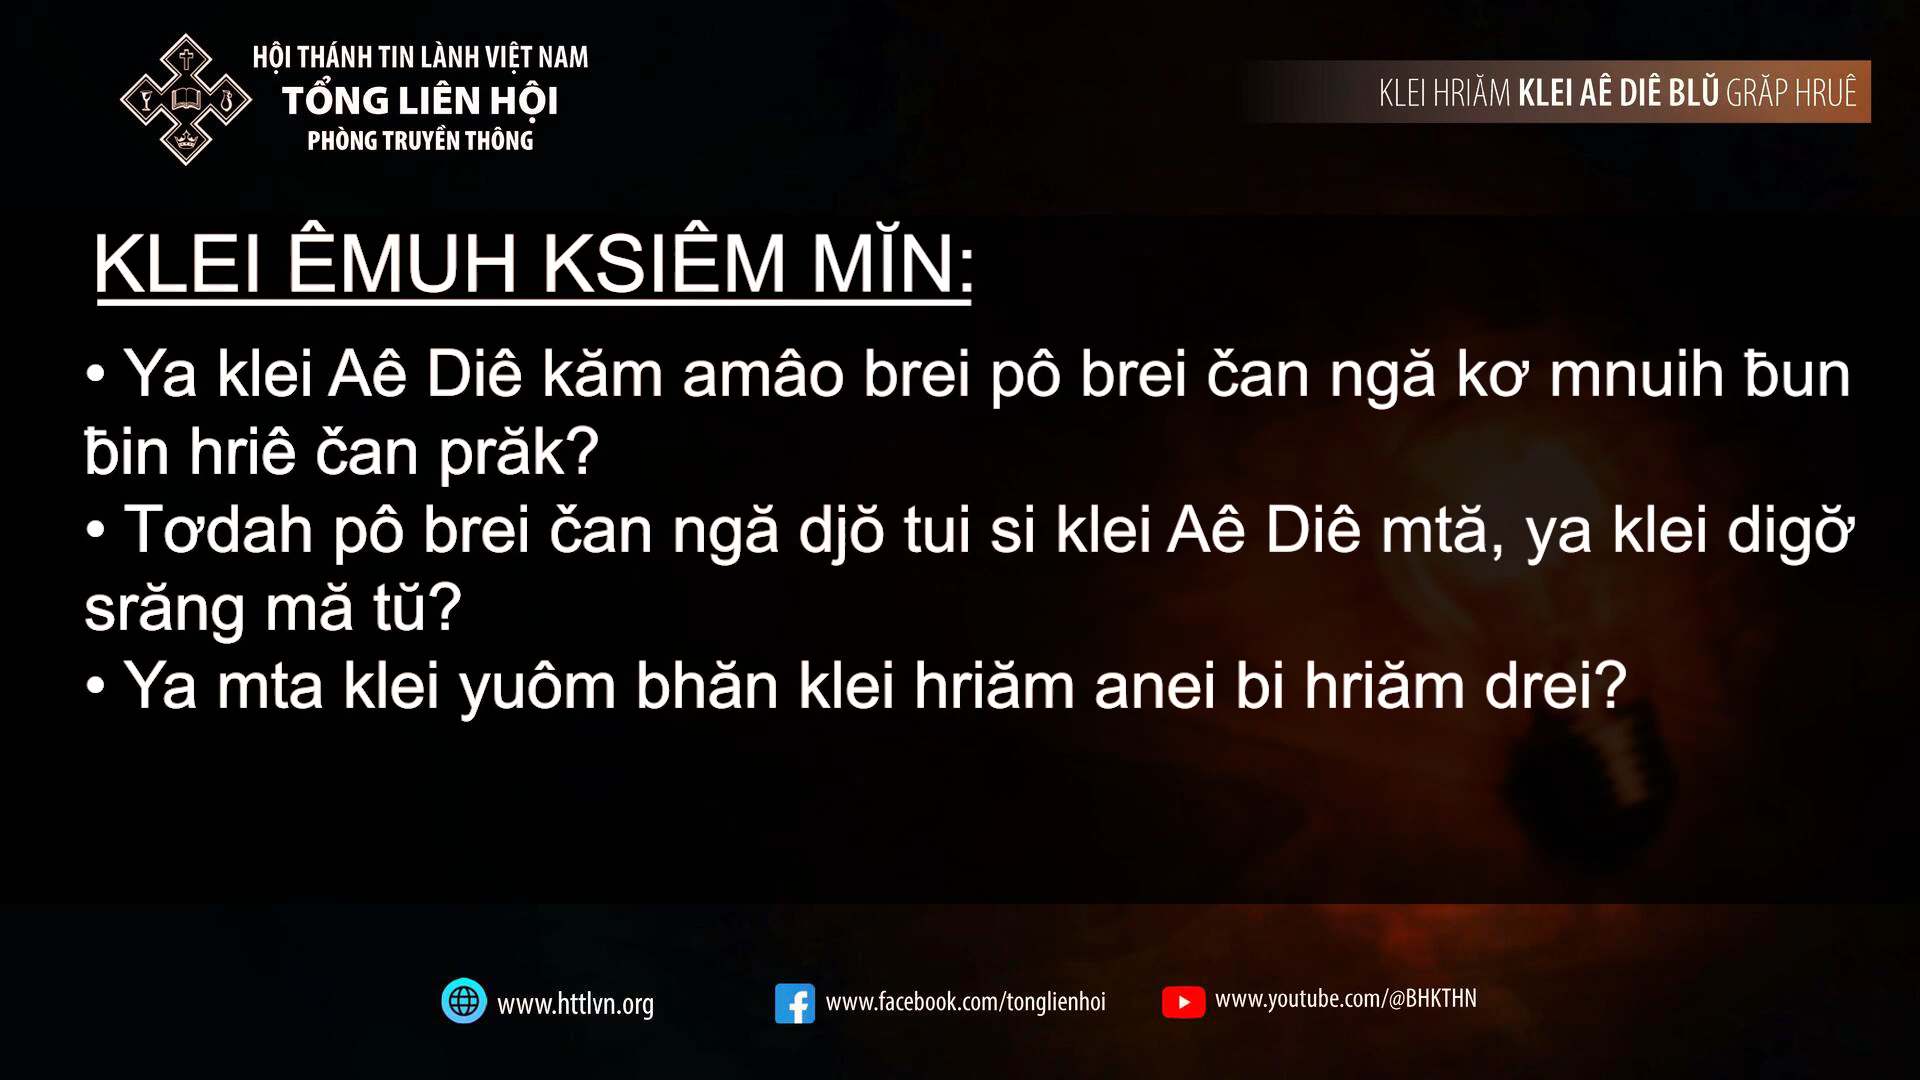 HỘI THÁNH TIN LÀNH VIỆT NAM
TỔNG LIÊN HỘI
PHÒNG TRUYỀN THÔNG
KLEI HRIĂM KLEI AÊ DIÊ BLŬ GRĂP HRUÊ
KLEI ÊMUH KSIÊM MĬN:
• Ya klei Aê Diê kăm amâo brei pô brei čan ngă kơ mnuih ƀun
ƀin hriê čan prăk?
• Tơdah pô brei čan ngă djŏ tui si klei Aê Diê mtă, ya klei digơ̆
srăng mă tŭ?
• Ya mta klei yuôm bhăn klei hriăm anei bi hriăm drei?
www.httlvn.org
www.facebook.com/tonglienhoi
www.youtube.com/@BHKTHN